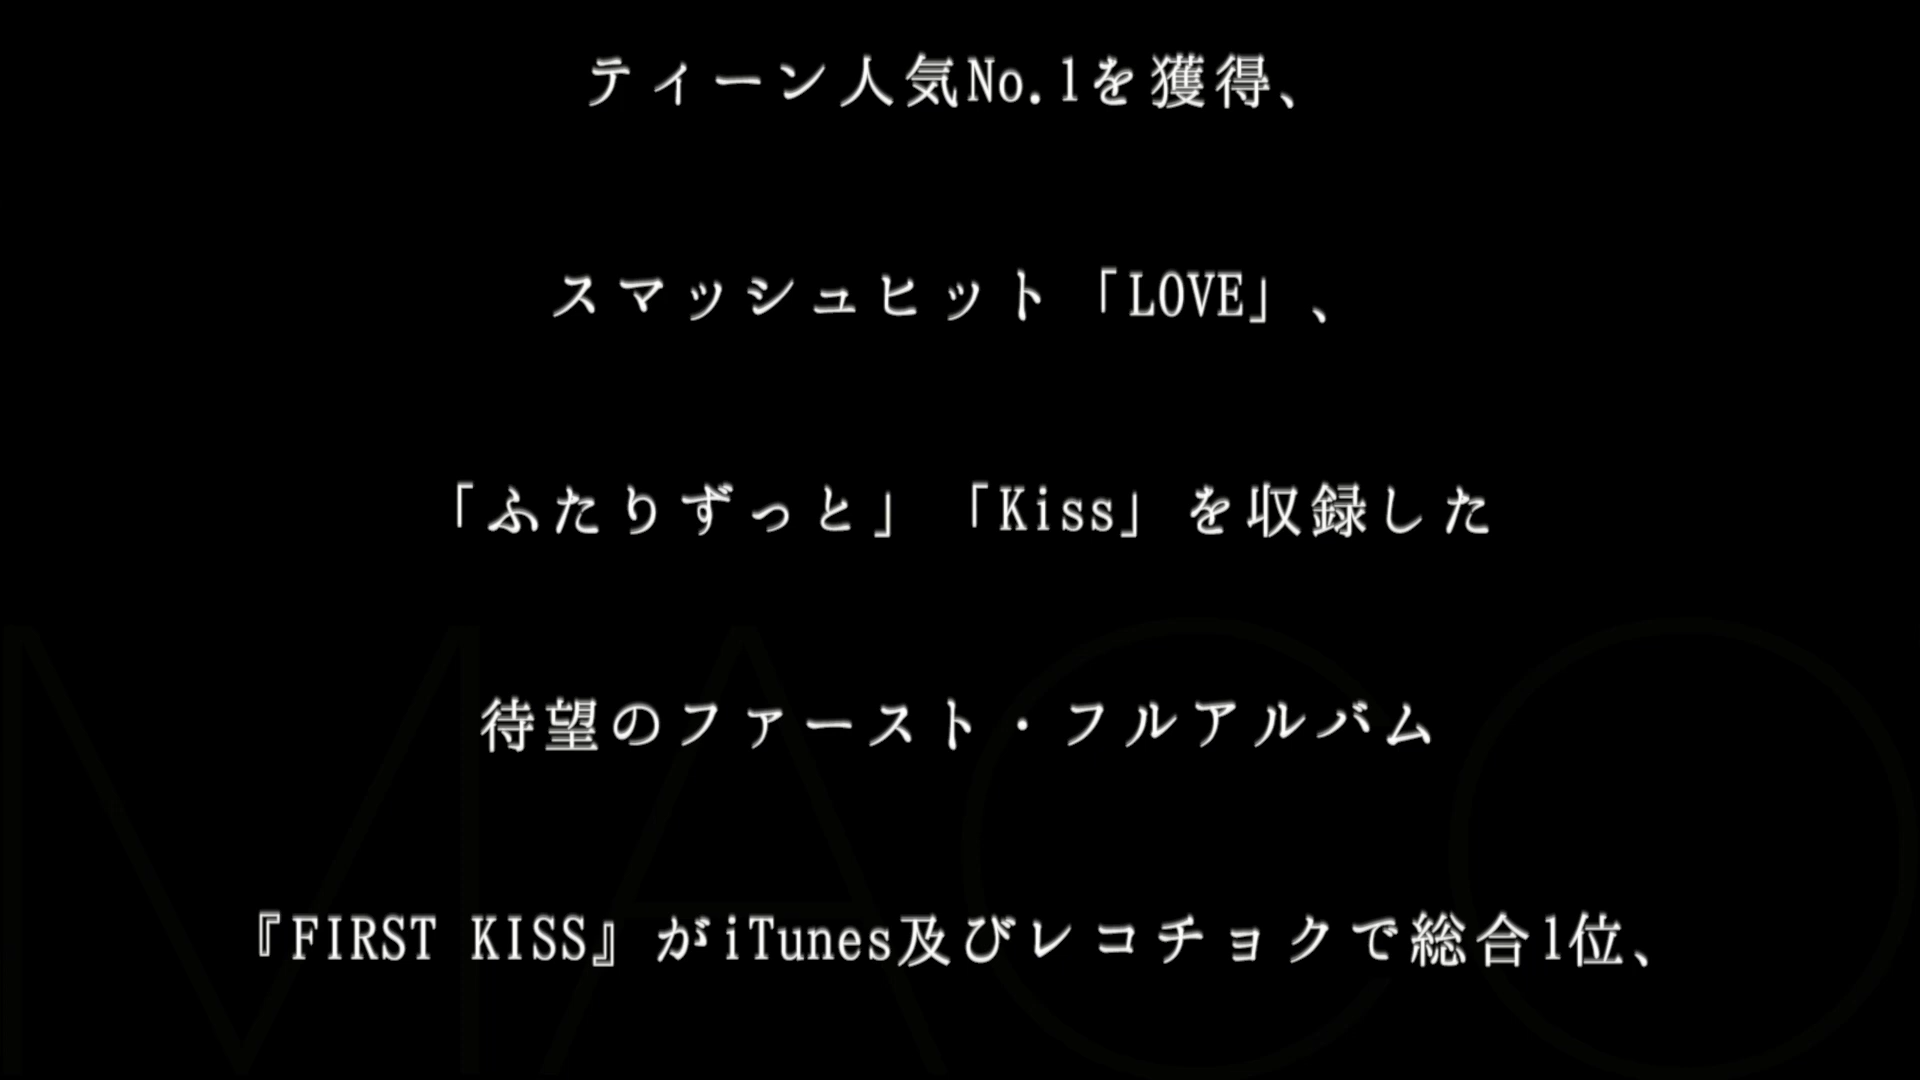 ティーン人気No.1を獲得、
スマッシュヒット「LOVE」、
「ふたりずっと」「Kiss」を収録した
待望のファースト・フルアルバム
『FIRST KISS』がiTunes及びレコチョクで総合1位、
MACO